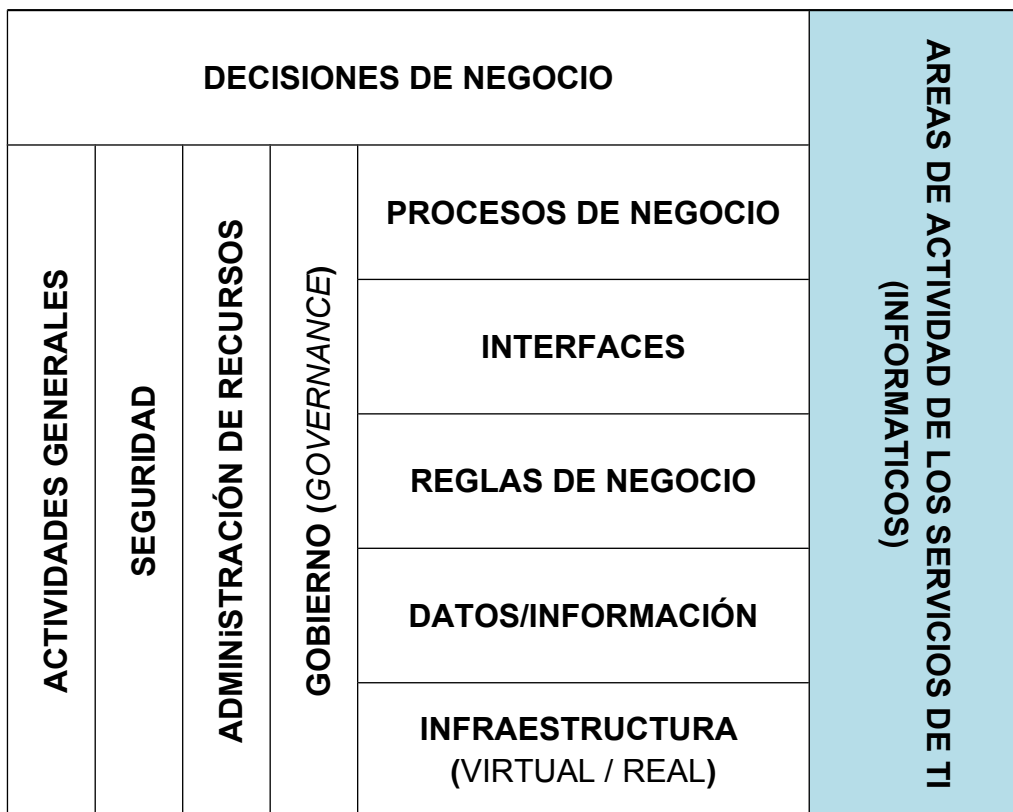 DECISIONES DE NEGOCIO
ACTIVIDADES GENERALES
SEGURIDAD
ADMINiSTRACIÓN DE RECURSOS
GOBIERNO (GOVERNANCE)
PROCESOS DE NEGOCIO
INTERFACES
REGLAS DE NEGOCIO
DATOS/INFORMACIÓN
INFRAESTRUCTURA
(VIRTUAL / REAL)
AREAS DE ACTIVIDAD DE LOS SERVICIOS DE TI
(INFORMATICOS)